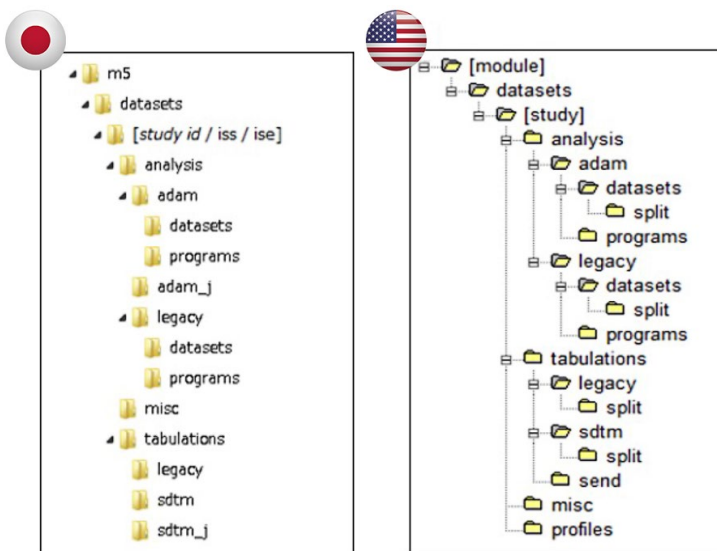 m5
datasets
[study id / iss / ise]
analysis
adam
datasets
programs
adam_j
legacy
datasets
programs
misc
tabulations
legacy
sdtm
sdtm_j
[module]
datasets
[study]
analysis
adam
datasets
split
programs
legacy
datasets
split
programs
tabulations
legacy
split
sdtm
split
send
misc
profiles